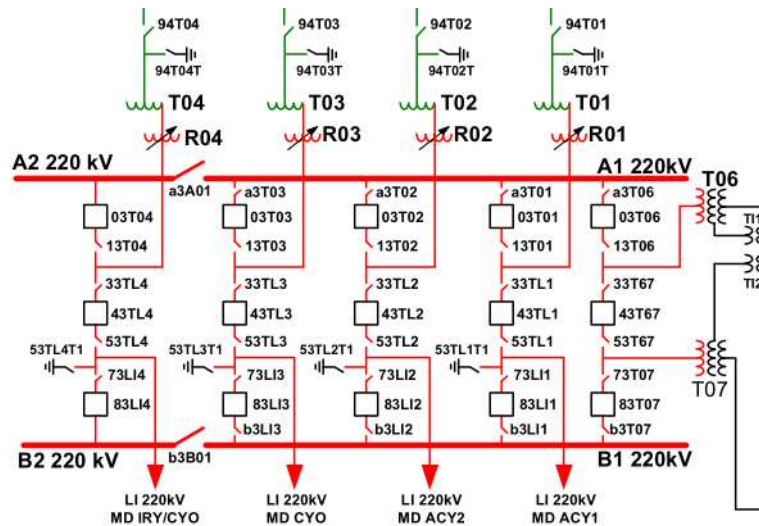 94T04 94T03 94T02 94T01
94T04T 94T03T 94T02T 94T01T
T04 T03 T02 T01
R04 R03 R02 R01
A2 220 kV A1 220kV
a3A01
T06
a3T03 a3T02 a3T01 a3T06
03T04 03T03 03T02 03T01 03T06
TI1
13T04 13T03 13T02 13T01 13T06
TI2
33TL4 33TL3 33TL2 33TL1 33T67
43TL4 43TL3 43TL2 43TL1 43T67
53TL4 53TL3 53TL2 53TL1 53T67
53TL4T1 53TL3T1 53TL2T1 53TL1T1
73LI4 73LI3 73LI2 73LI1 73T07
T07
83LI4 83LI3 83LI2 83LI1 83T07
b3LI3 b3LI2 b3LI1 b3T07
B2 220 kV B1 220kV
b3B01
LI 220kV LI 220kV LI 220kV LI 220kV
MD IRY/CYO MD CYO MD ACY2 MD ACY1